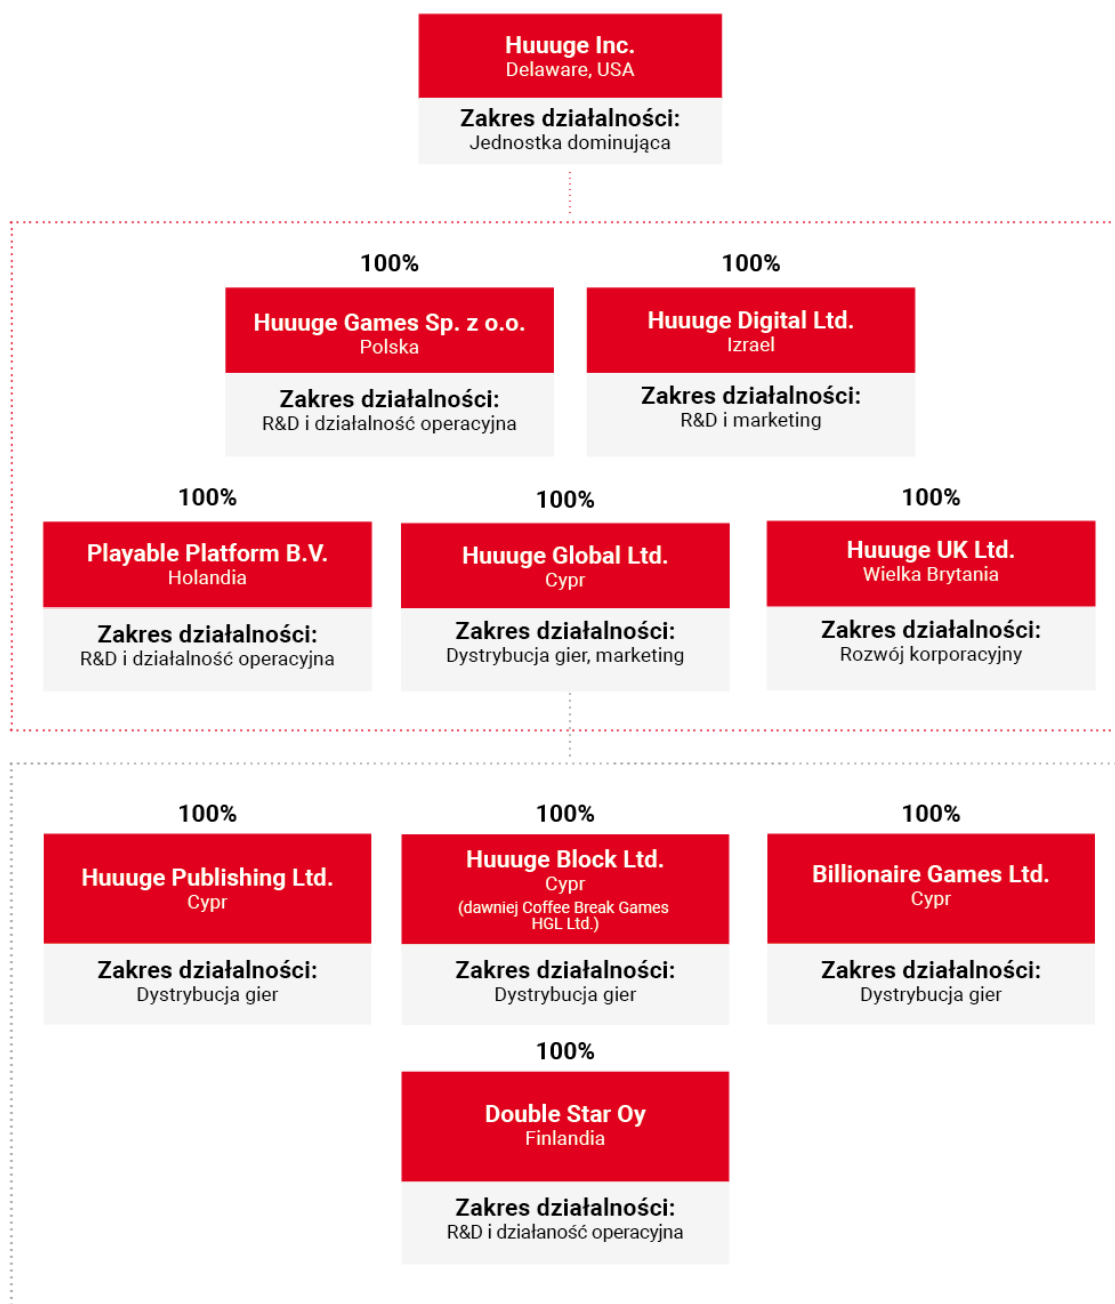 Huuuge Inc.
Delaware, USA
Zakres działalności:
Jednostka dominująca
100%
Huuuge Games Sp. z o.o.
Polska
Zakres działalności:
R&D i działalność operacyjna
100%
Huuuge Digital Ltd.
Izrael
Zakres działalności:
R&D i marketing
100%
Playable Platform B.V.
Holandia
Zakres działalności:
R&D i działalność operacyjna
100%
Huuuge Global Ltd.
Cypr
Zakres działalności:
Dystrybucja gier, marketing
100%
Huuuge UK Ltd.
Wielka Brytania
Zakres działalności:
Rozwój korporacyjny
100%
Huuuge Publishing Ltd.
Cypr
Zakres działalności:
Dystrybucja gier
100%
Huuuge Block Ltd.
Cypr
(dawniej Coffee Break Games
HGL Ltd.)
Zakres działalności:
Dystrybucja gier
100%
Billionaire Games Ltd.
Cypr
Zakres działalności:
Dystrybucja gier
100%
Double Star Oy
Finlandia
Zakres działalności:
R&D i działaność operacyjna